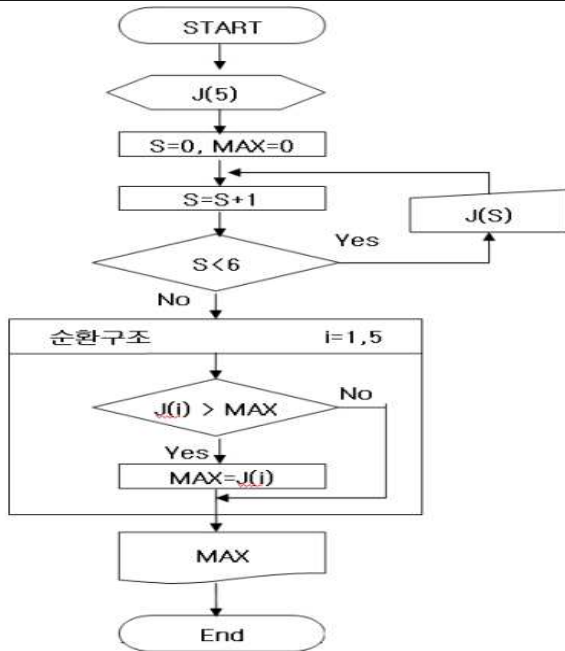 START
J(5)
S=0, MAX=0
S=S+1
J(S)
Yes
S<6
No
순환구조 i=1,5
No
J(i) > MAX
Yes
MAX=J(i)
MAX
End